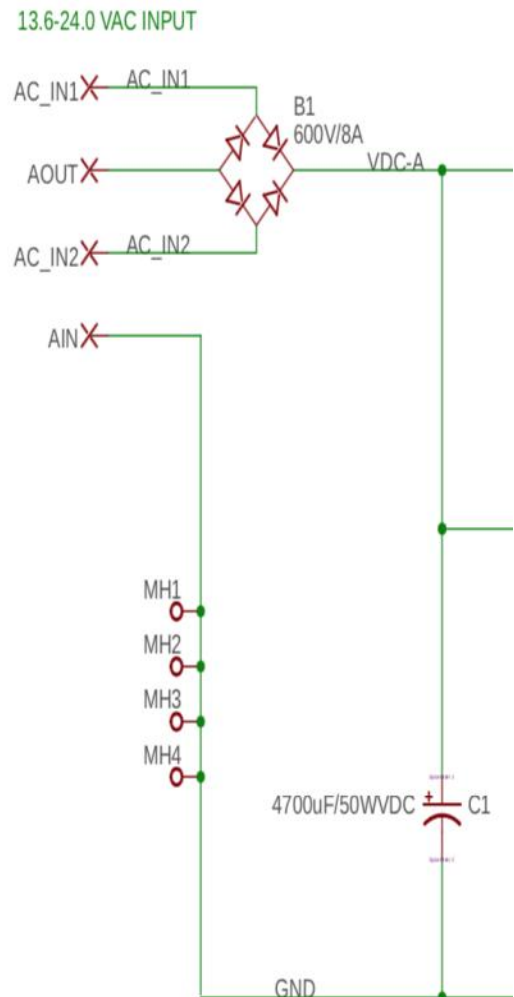 13.6-24.0 VAC INPUT
AC_IN1
AC_IN1
B1
600V/8A
AOUT
VDC-A
AC_IN2
AC_IN2
AIN
MH1
MH2
MH3
MH4
4700uF/50WVDC
+
C1
GND